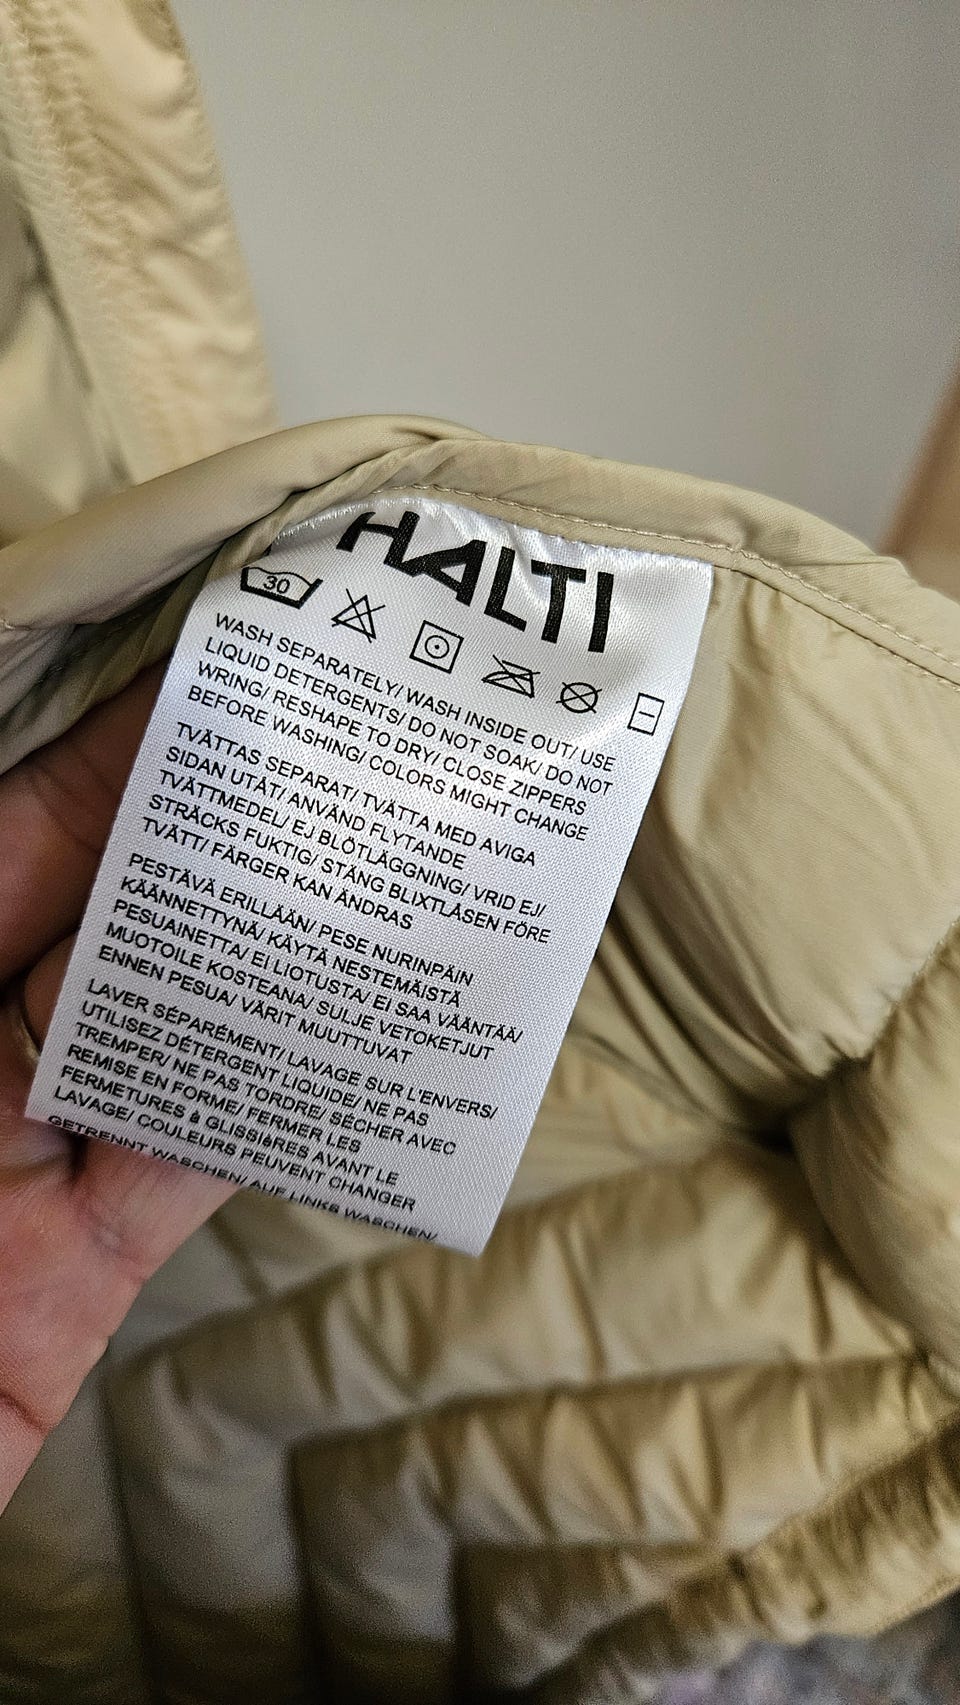 HALTI
30
WASH SEPARATELY/ WASH INSIDE OUT/ USE
LIQUID DETERGENTS/ DO NOT SOAK/ DO NOT
WRING/ RESHAPE TO DRY/ CLOSE ZIPPERS
BEFORE WASHING/ COLORS MIGHT CHANGE
TVÄTTAS SEPARAT/ TVÄTTA MED AVIGA
SIDAN UTÅT/ ANVÄND FLYTANDE
TVÄTTMEDEL/ EJ BLÖTLÄGGNING/ VRID EJ/
STRÄCKS FUKTIG/ STÄNG BLIXTLÅSEN FÖRE
TVÄTT/ FÄRGER KAN ÄNDRAS
PESTÄVÄ ERILLÄÄN/ PESE NURINPÄIN
KÄÄNNETTYNÄ/ KÄYTÄ NESTEMÄISTÄ
PESUAINETTA/ EI LIOTUSTA/ EI SAA VÄÄNTÄÄ/
MUOTOILE KOSTEANA/ SULJE VETOKETJUT
ENNEN PESUA/ VÄRIT MUUTTUVAT
LAVER SÉPARÉMENT/ LAVAGE SUR L'ENVERS/
UTILISEZ DÉTERGENT LIQUIDE/ NE PAS
TREMPER/ NE PAS TORDRE/ SÉCHER AVEC
REMISE EN FORME/ FERMER LES
FERMETURES à GLISSIèRES AVANT LE
LAVAGE/ COULEURS PEUVENT CHANGER
GETRENNT WASCHEN/ AUF LINKS WASCHEN/